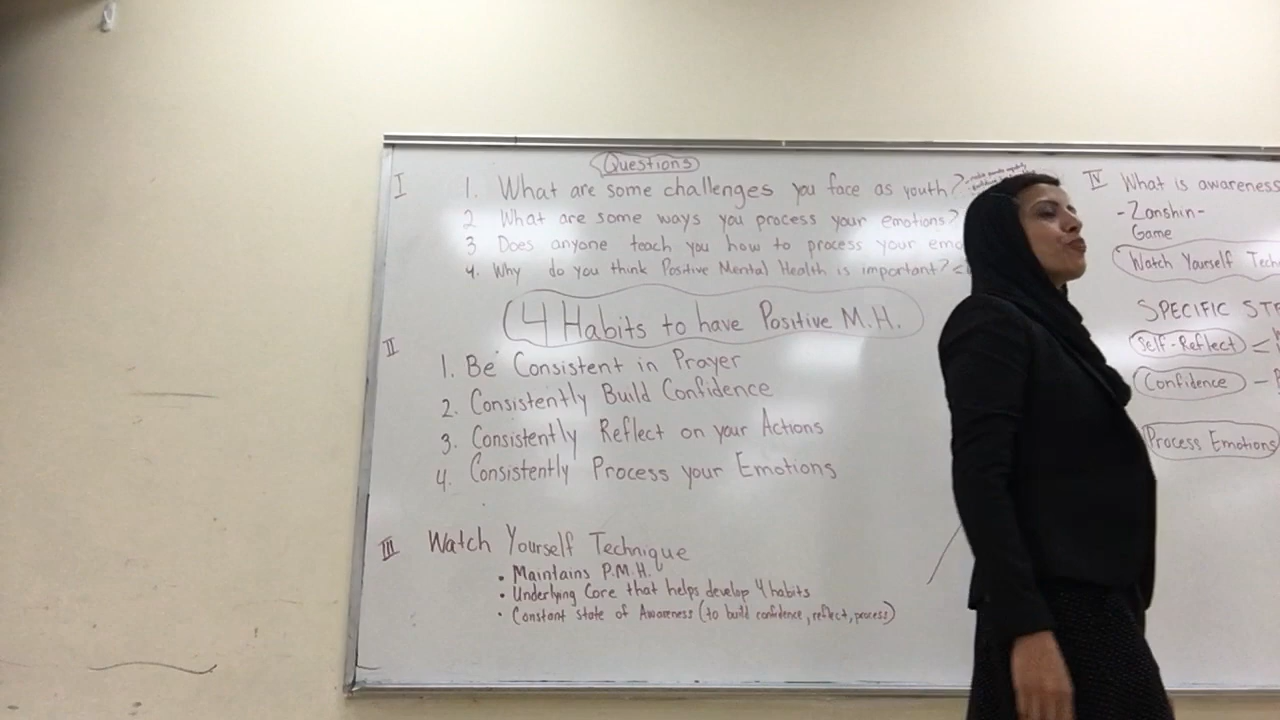 Questions
I
1. What are some challenges you face as youth?
2 What are some ways you process your emotions?
3 Does anyone teach you how to process your emo
4. Why do you think Positive Mental Health is important?
4 Habits to have Positive M.H.
II
1. Be Consistent in Prayer
2. Consistently Build Confidence
3. Consistently Reflect on your Actions
4. Consistently Process your Emotions
III Watch Yourself Technique
• Maintains P.M.H.
• Underlying Core that helps develop 4 habits
• Constant State of Awareness (to build confidence, reflect, process)
IV What is awareness
-Zanshin-
Game
Watch Yourself Tech
SPECIFIC ST
Self-Reflect <
Confidence –
Process Emotions